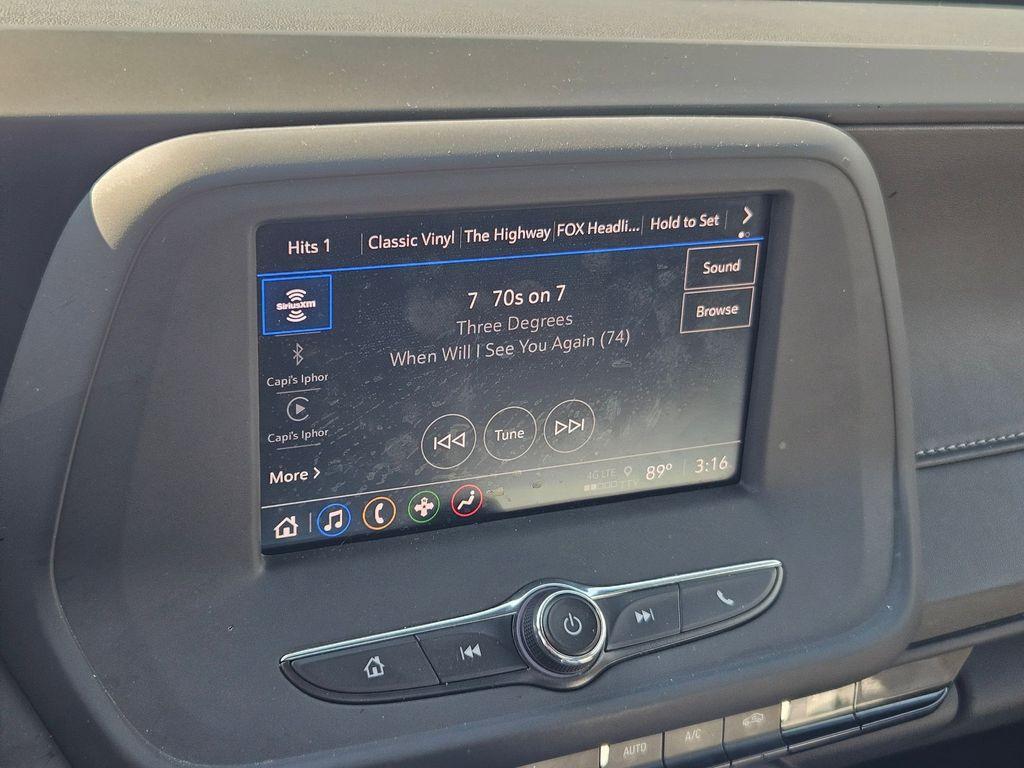 Hits 1
Classic Vinyl
The Highway
FOX Headli...
Hold to Set
SiriusXM
7 70s on 7
Three Degrees
When Will I See You Again (74)
Sound
Browse
Capi's Iphor
Capi's Iphor
Tune
More
4G LTE
89° 3:16
AUTO
A/C